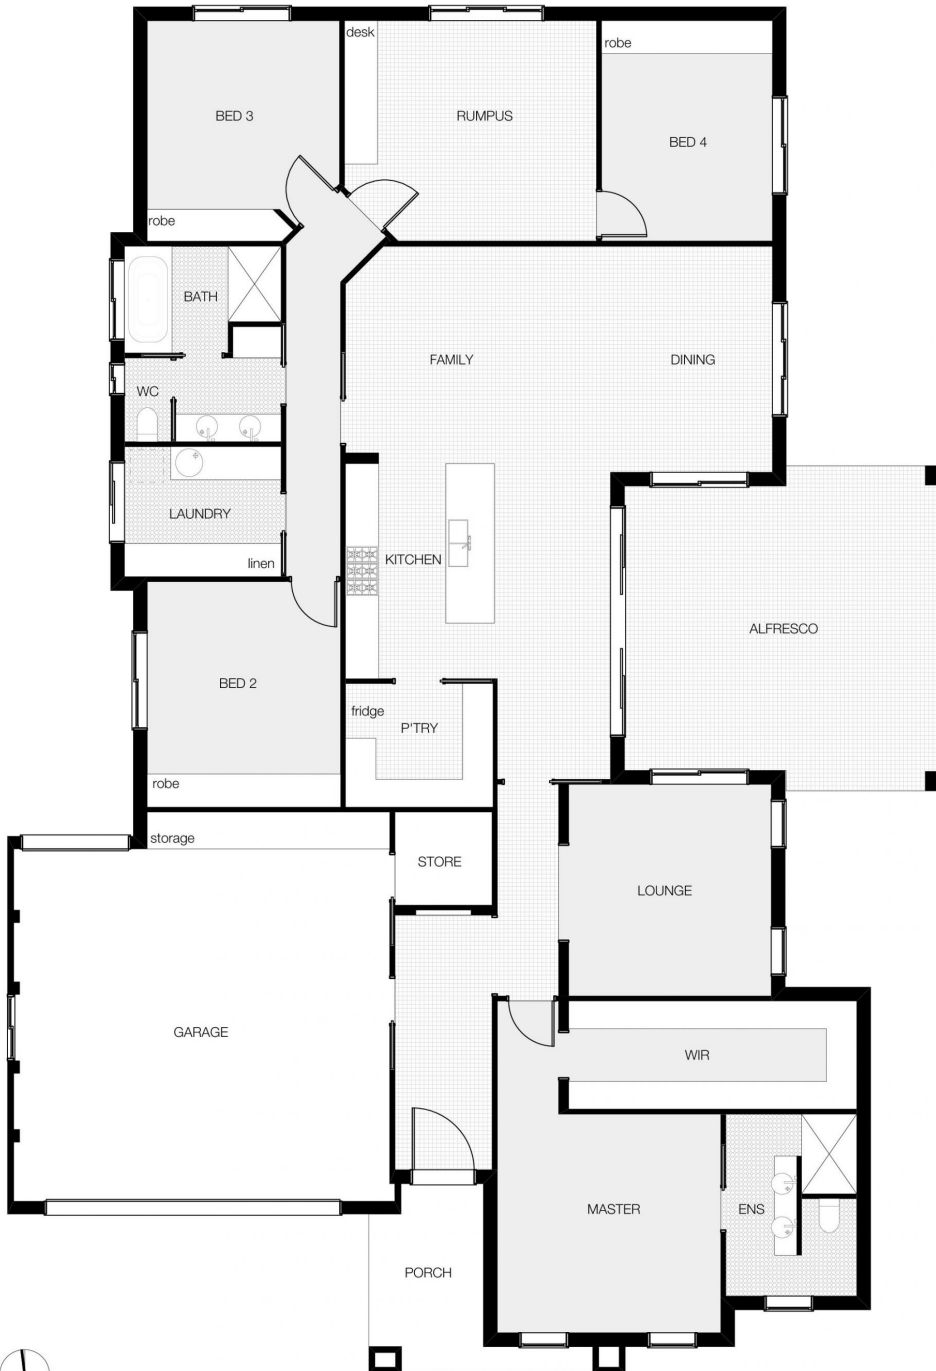 desk
robe
BED 3
RUMPUS
BED 4
robe
BATH
FAMILY
DINING
WC
LAUNDRY
KITCHEN
linen
ALFRESCO
BED 2
fridge
P'TRY
robe
storage
STORE
LOUNGE
GARAGE
WIR
MASTER
ENS
PORCH